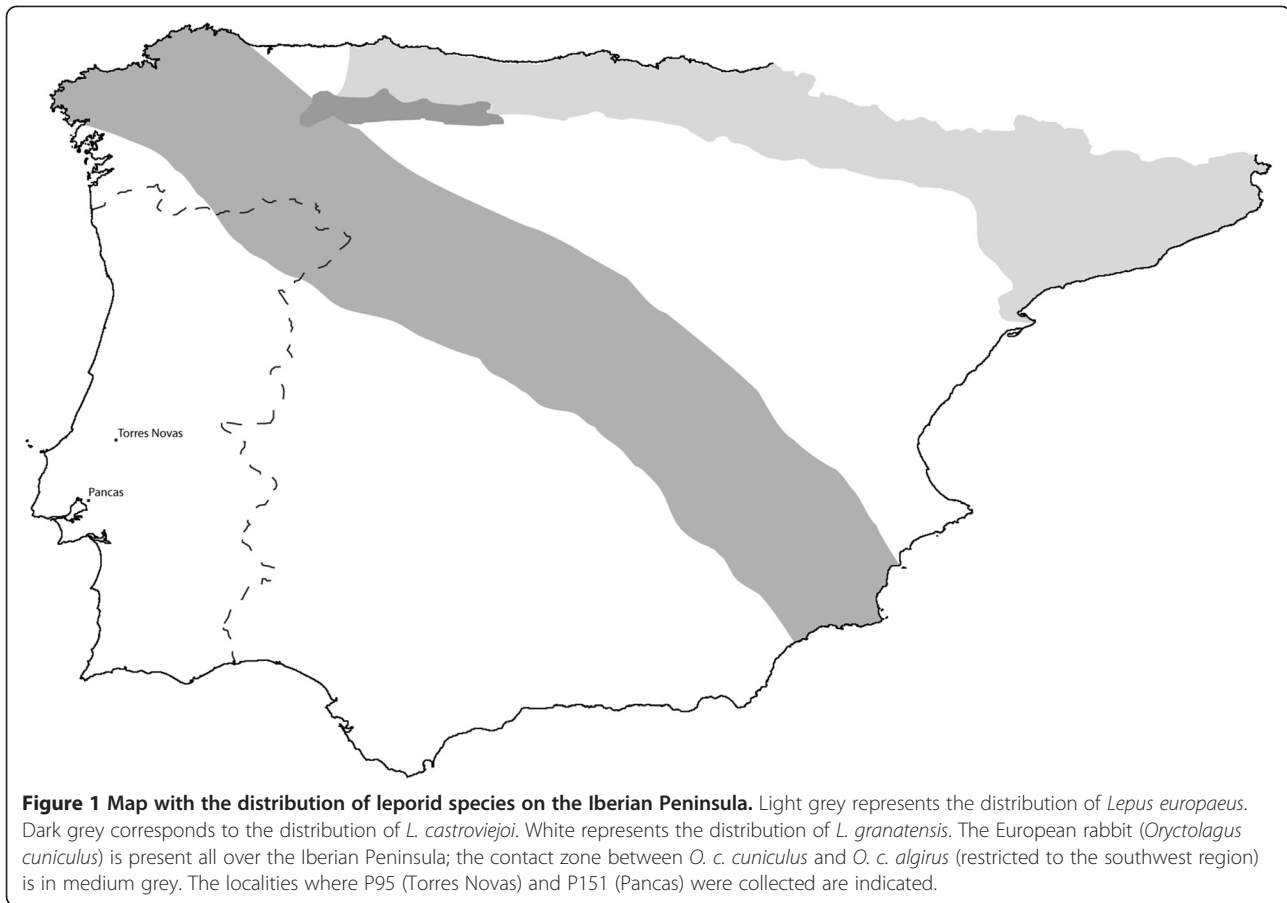 Torres Novas
Pancas
Figure 1 Map with the distribution of leporid species on the Iberian Peninsula. Light grey represents the distribution of Lepus europaeus.
Dark grey corresponds to the distribution of L. castroviejoi. White represents the distribution of L. granatensis. The European rabbit (Oryctolagus
cuniculus) is present all over the Iberian Peninsula; the contact zone between O. c. cuniculus and O. c. algirus (restricted to the southwest region)
is in medium grey. The localities where P95 (Torres Novas) and P151 (Pancas) were collected are indicated.